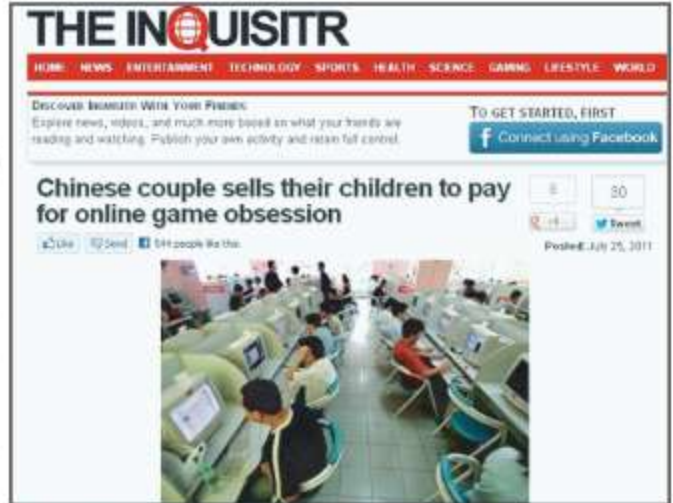 THE INQUISITR
HOME NEWS ENTERTAINMENT TECHNOLOGY SPORTS HEALTH SCIENCE GAMING LIFESTYLE WORLD
DISCOVER INQUISITR WITH YOUR FRIENDS
Explore news, videos, and much more based on what your friends are
reading and watching. Publish your own activity and retain full control.
TO GET STARTED, FIRST
f Connect using Facebook
Chinese couple sells their children to pay
for online game obsession
8 30
+1 Tweet
Like Send 544 people like this.
Posted: July 25, 2011